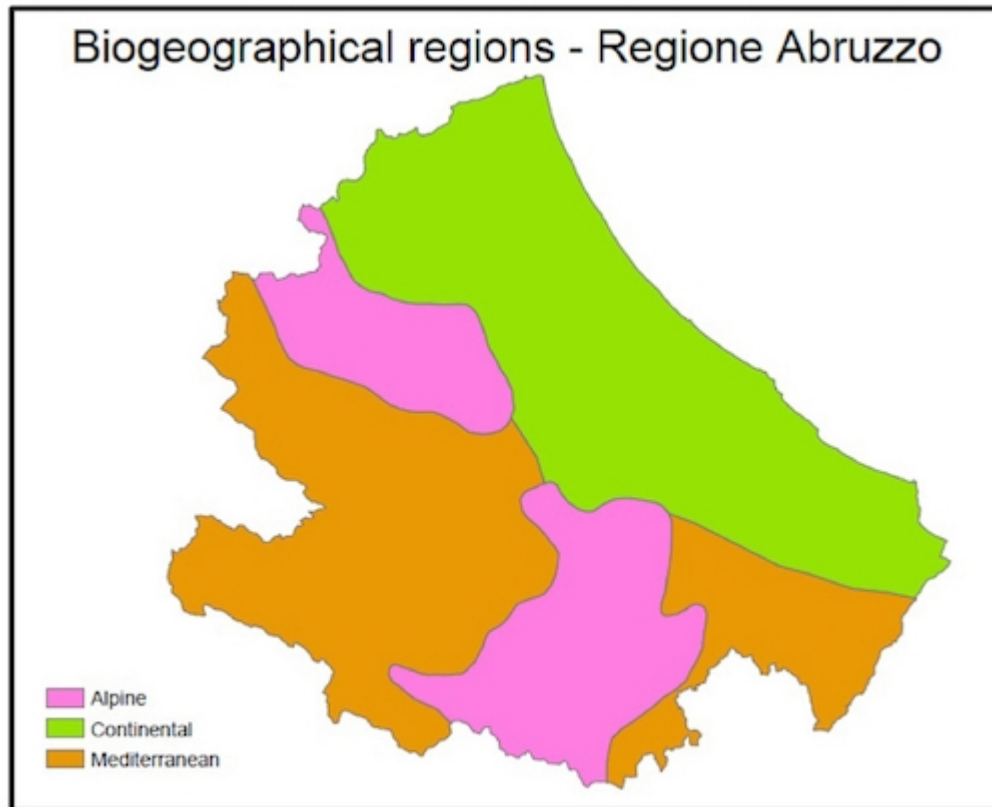 Biogeographical regions - Regione Abruzzo
Alpine
Continental
Mediterranean